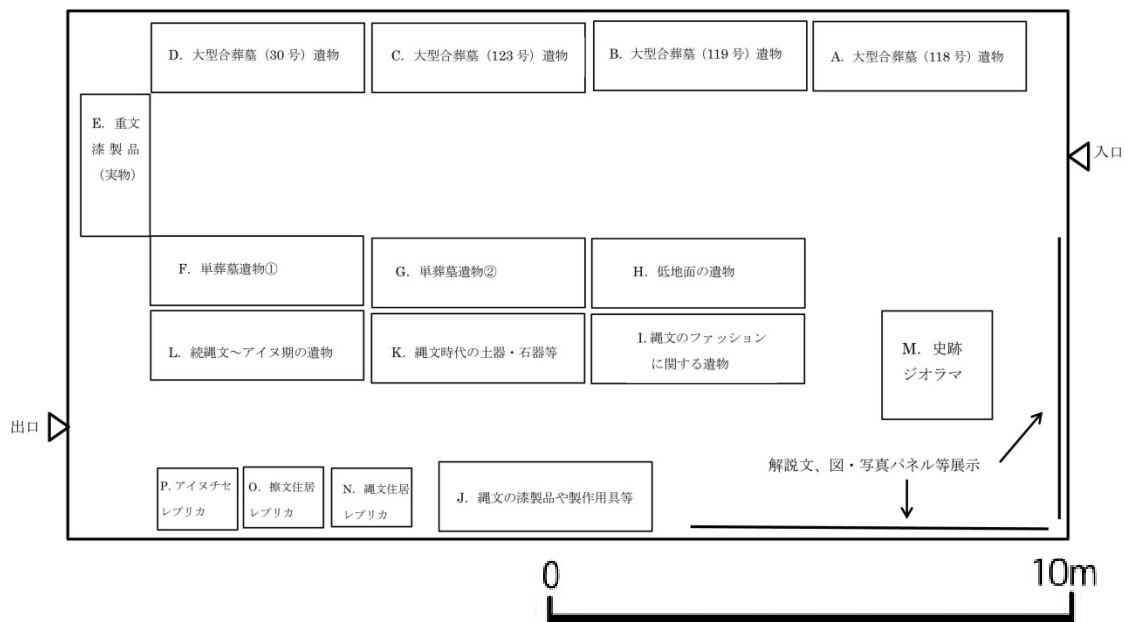 D. 大型合葬墓（30号）遺物
C. 大型合葬墓（123号）遺物
B. 大型合葬墓（119号）遺物
A. 大型合葬墓（118号）遺物
E. 重文
漆製品
（実物）
入口
F. 単葬墓遺物①
G. 単葬墓遺物②
H. 低地面の遺物
L. 続縄文～アイヌ期の遺物
K. 縄文時代の土器・石器等
I. 縄文のファッション
に関する遺物
M. 史跡
ジオラマ
出口
解説文、図・写真パネル等展示
P. アイヌチセ
レプリカ
O. 擦文住居
レプリカ
N. 縄文住居
レプリカ
J. 縄文の漆製品や製作用具等
0
10m